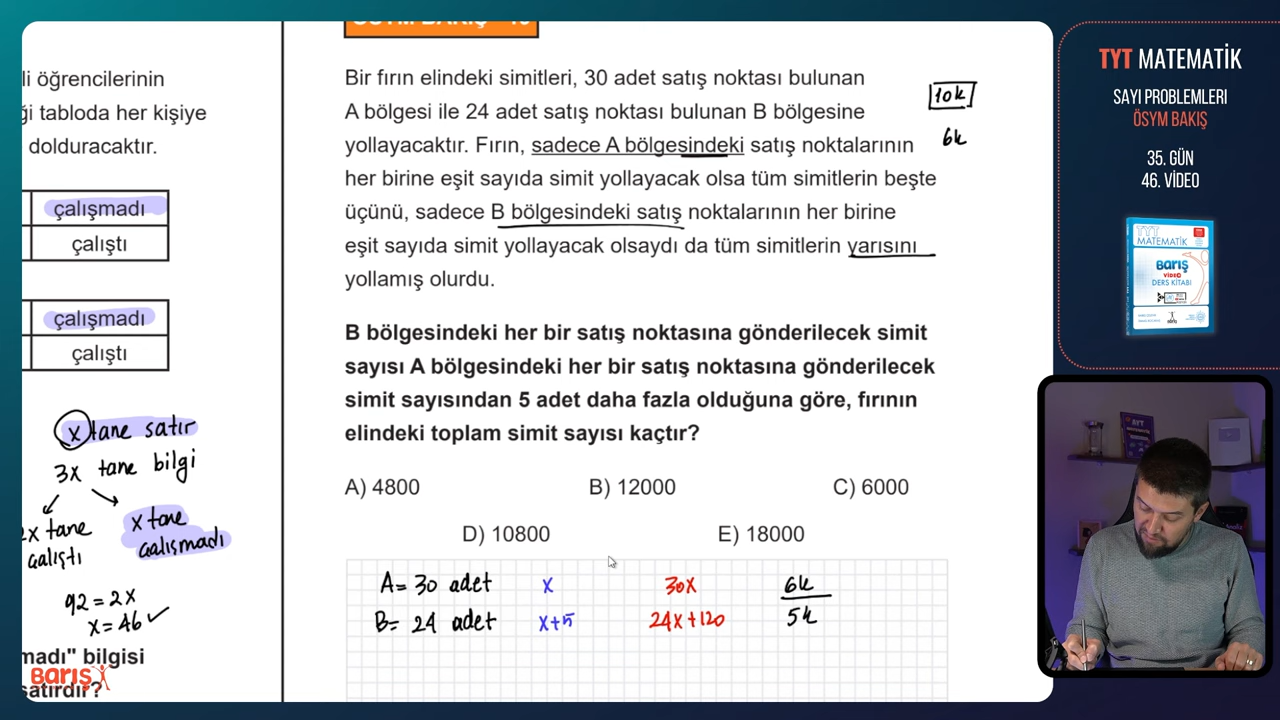 ÖSYM BAKIŞ
li öğrencilerinin
ği tabloda her kişiye
dolduracaktır.
çalışmadı
çalıştı
çalışmadı
çalıştı
x tane satır
3x tane bilgi
2x tane
çalıştı
x tane
çalışmadı
92 = 2x
x = 46 ✓
madı" bilgisi
satırdır?
BARIŞ
Bir fırın elindeki simitleri, 30 adet satış noktası bulunan
A bölgesi ile 24 adet satış noktası bulunan B bölgesine
yollayacaktır. Fırın, sadece A bölgesindeki satış noktalarının
her birine eşit sayıda simit yollayacak olsa tüm simitlerin beşte
üçünü, sadece B bölgesindeki satış noktalarının her birine
eşit sayıda simit yollayacak olsaydı da tüm simitlerin yarısını
yollamış olurdu.
10k
6k
B bölgesindeki her bir satış noktasına gönderilecek simit
sayısı A bölgesindeki her bir satış noktasına gönderilecek
simit sayısından 5 adet daha fazla olduğuna göre, fırının
elindeki toplam simit sayısı kaçtır?
A) 4800 B) 12000 C) 6000
D) 10800 E) 18000
A = 30 adet x 30x 6k
B = 24 adet x+5 24x+120 5k
TYT MATEMATİK
SAYI PROBLEMLERI
ÖSYM BAKIŞ
35. GÜN
46. VİDEO
TYT
MATEMATİK
BARIŞ
VİDEO
DERS KİTABI